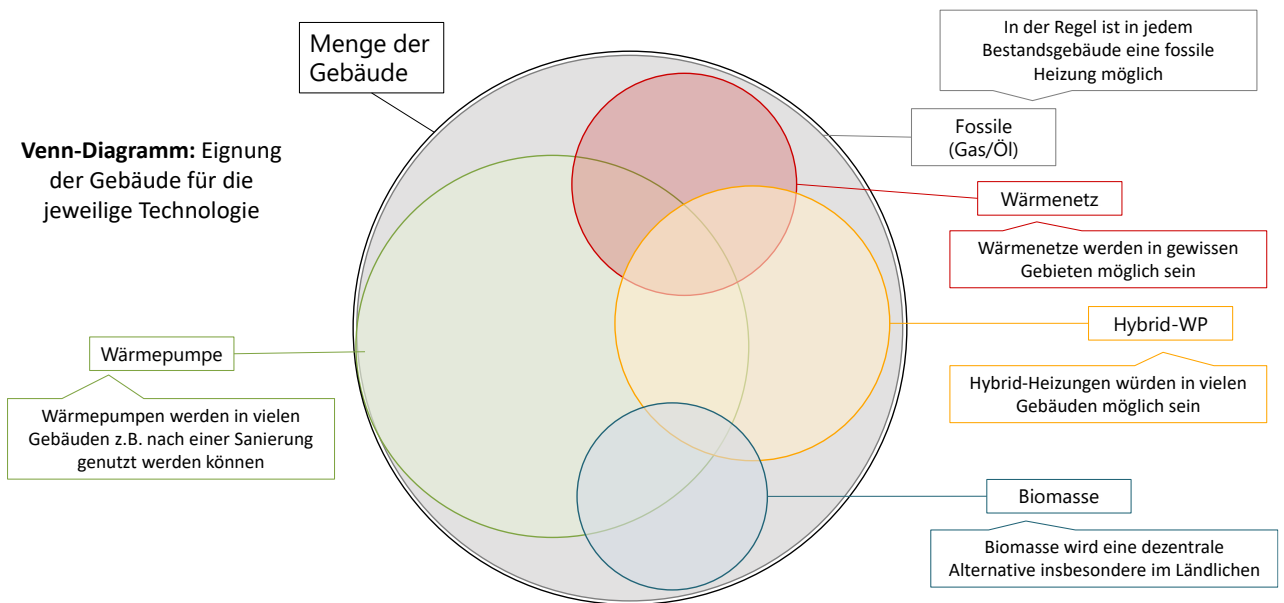 Menge der
Gebäude
Venn-Diagramm: Eignung
der Gebäude für die
jeweilige Technologie
In der Regel ist in jedem
Bestandsgebäude eine fossile
Heizung möglich
Fossile
(Gas/Öl)
Wärmenetz
Wärmenetze werden in gewissen
Gebieten möglich sein
Hybrid-WP
Hybrid-Heizungen würden in vielen
Gebäuden möglich sein
Wärmepumpe
Wärmepumpen werden in vielen
Gebäuden z.B. nach einer Sanierung
genutzt werden können
Biomasse
Biomasse wird eine dezentrale
Alternative insbesondere im Ländlichen